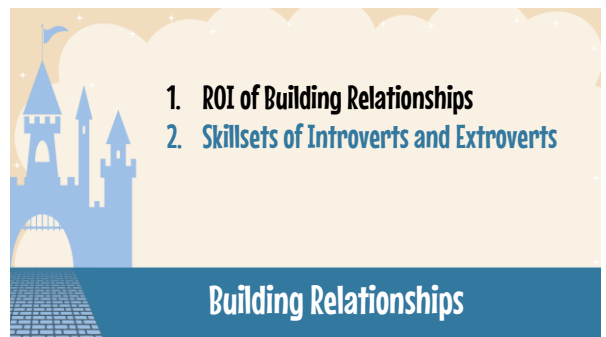 1. ROI of Building Relationships
2. Skillsets of Introverts and Extroverts
Building Relationships